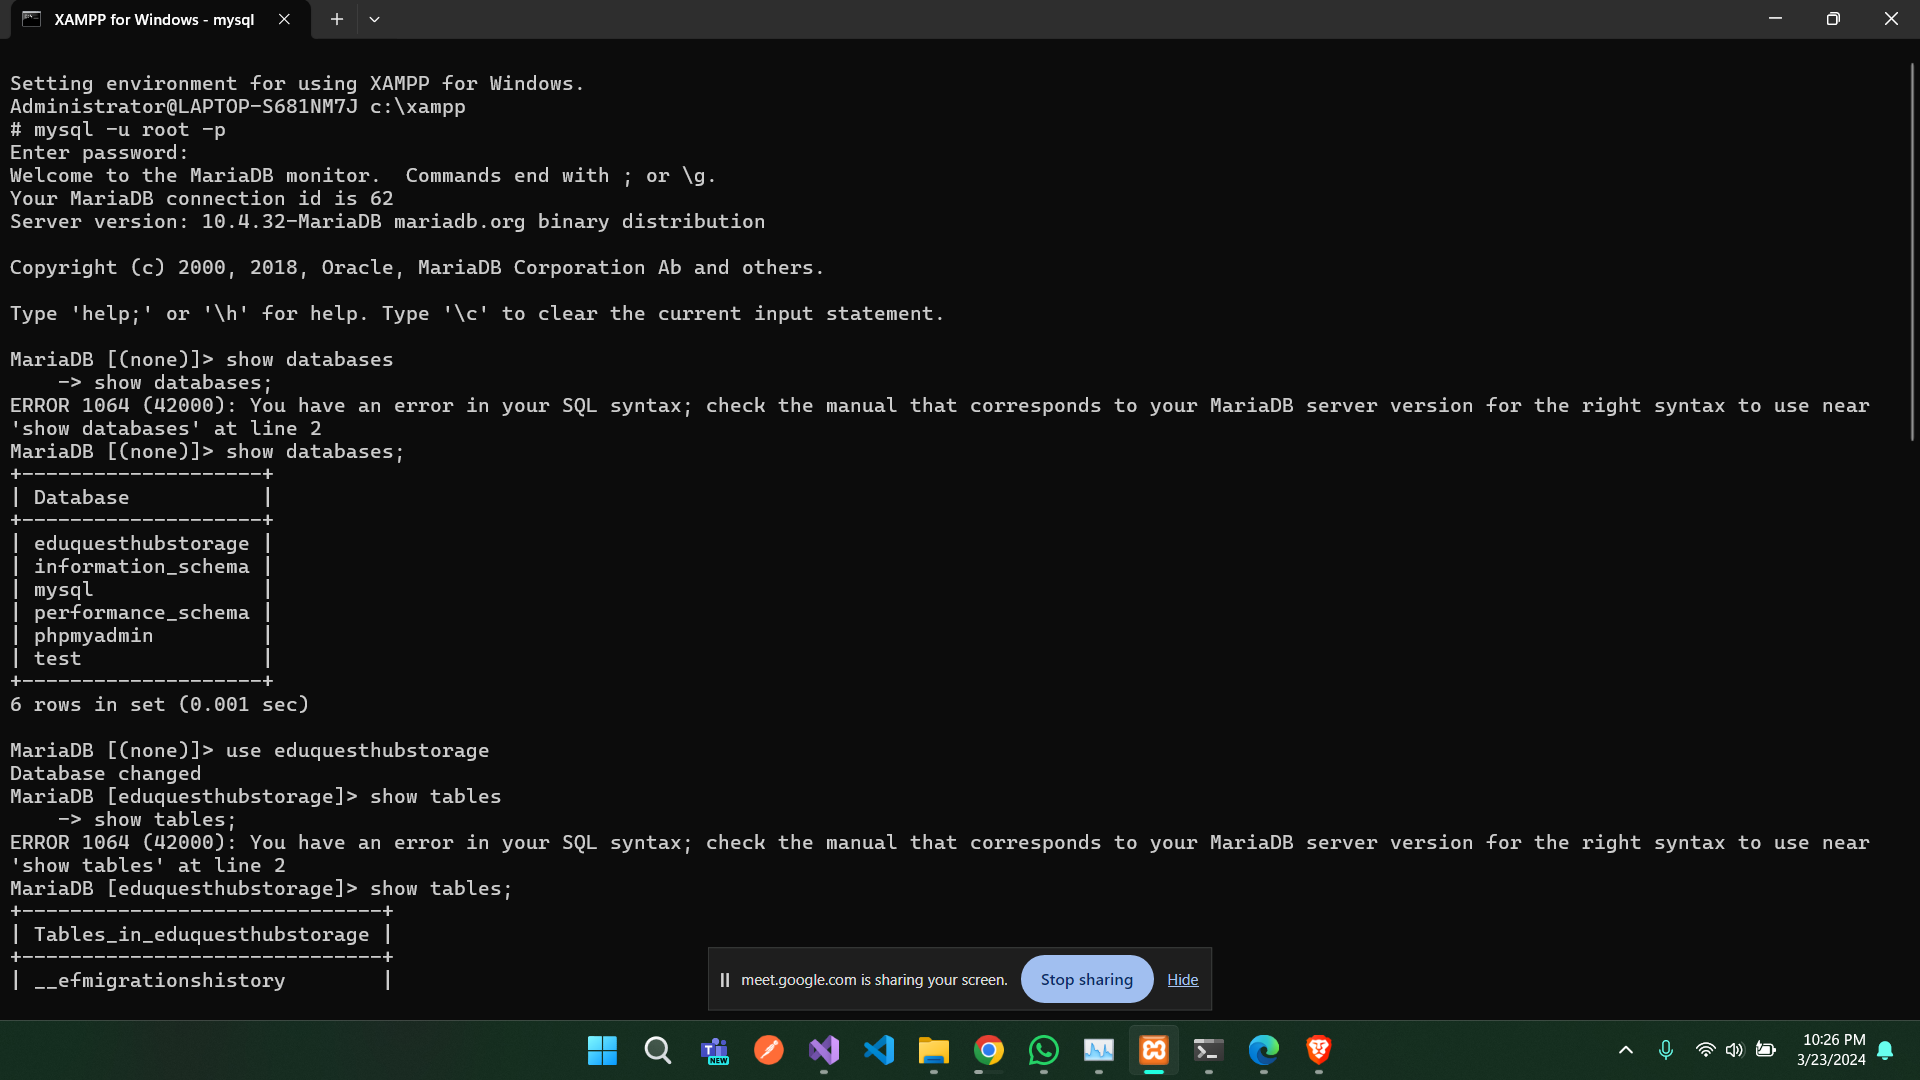 XAMPP for Windows - mysql
Setting environment for using XAMPP for Windows.
Administrator@LAPTOP-S681NM7J c:\xampp
# mysql -u root -p
Enter password:
Welcome to the MariaDB monitor.  Commands end with ; or \g.
Your MariaDB connection id is 62
Server version: 10.4.32-MariaDB mariadb.org binary distribution
Copyright (c) 2000, 2018, Oracle, MariaDB Corporation Ab and others.
Type 'help;' or '\h' for help. Type '\c' to clear the current input statement.
MariaDB [(none)]> show databases
    -> show databases;
ERROR 1064 (42000): You have an error in your SQL syntax; check the manual that corresponds to your MariaDB server version for the right syntax to use near
'show databases' at line 2
MariaDB [(none)]> show databases;
+--------------------+
| Database           |
+--------------------+
| eduquesthubstorage |
| information_schema |
| mysql              |
| performance_schema |
| phpmyadmin         |
| test               |
+--------------------+
6 rows in set (0.001 sec)
MariaDB [(none)]> use eduquesthubstorage
Database changed
MariaDB [eduquesthubstorage]> show tables
    -> show tables;
ERROR 1064 (42000): You have an error in your SQL syntax; check the manual that corresponds to your MariaDB server version for the right syntax to use near
'show tables' at line 2
MariaDB [eduquesthubstorage]> show tables;
+------------------------------+
| Tables_in_eduquesthubstorage |
+------------------------------+
| __efmigrationshistory        |
meet.google.com is sharing your screen. Stop sharing Hide
T NEW
10:26 PM
3/23/2024